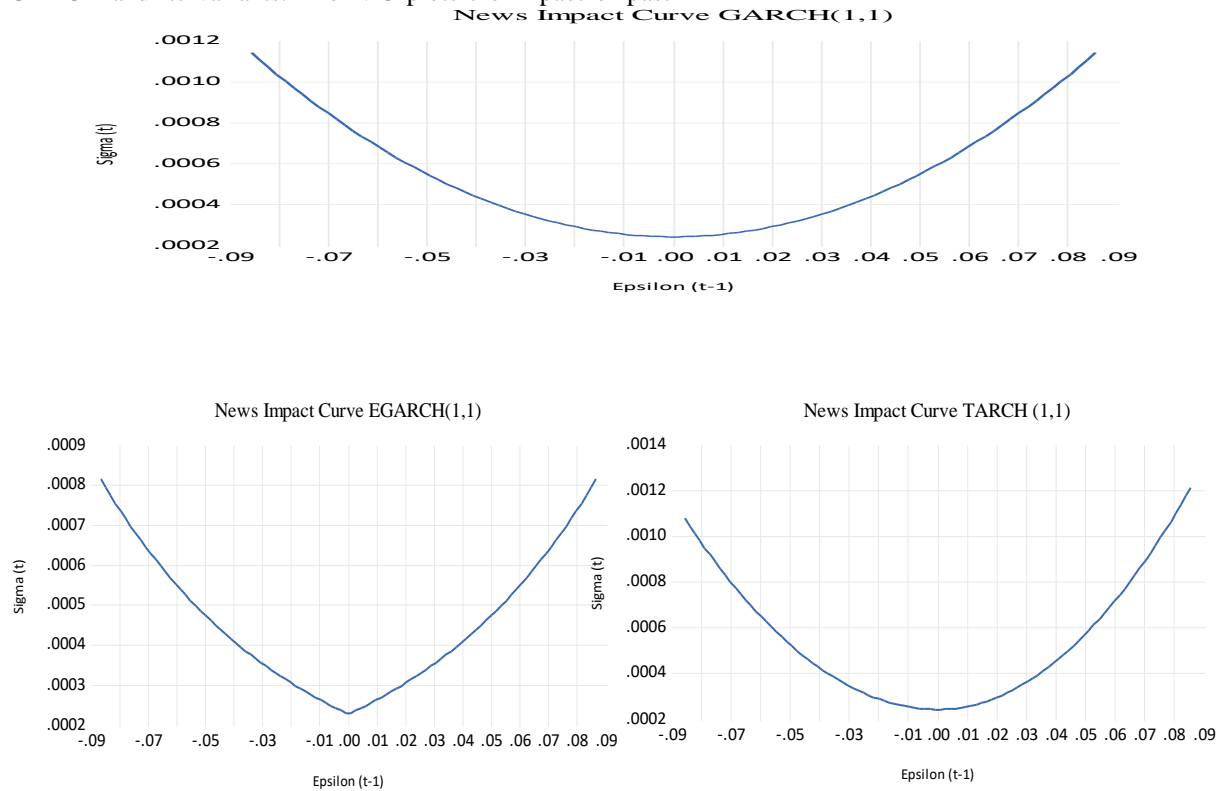 News Impact Curve GARCH(1,1)
.0012
.0010
.0008
.0006
.0004
.0002
Sigma (t)
-.09 -.07 -.05 -.03 -.01 .00 .01 .02 .03 .04 .05 .06 .07 .08 .09
Epsilon (t-1)
News Impact Curve EGARCH(1,1)
.0009
.0008
.0007
.0006
.0005
.0004
.0003
.0002
Sigma (t)
-.09 -.07 -.05 -.03 -.01 .00 .01 .02 .03 .04 .05 .06 .07 .08 .09
Epsilon (t-1)
News Impact Curve TARCH (1,1)
.0014
.0012
.0010
.0008
.0006
.0004
.0002
Sigma (t)
-.09 -.07 -.05 -.03 -.01 .00 .01 .02 .03 .04 .05 .06 .07 .08 .09
Epsilon (t-1)